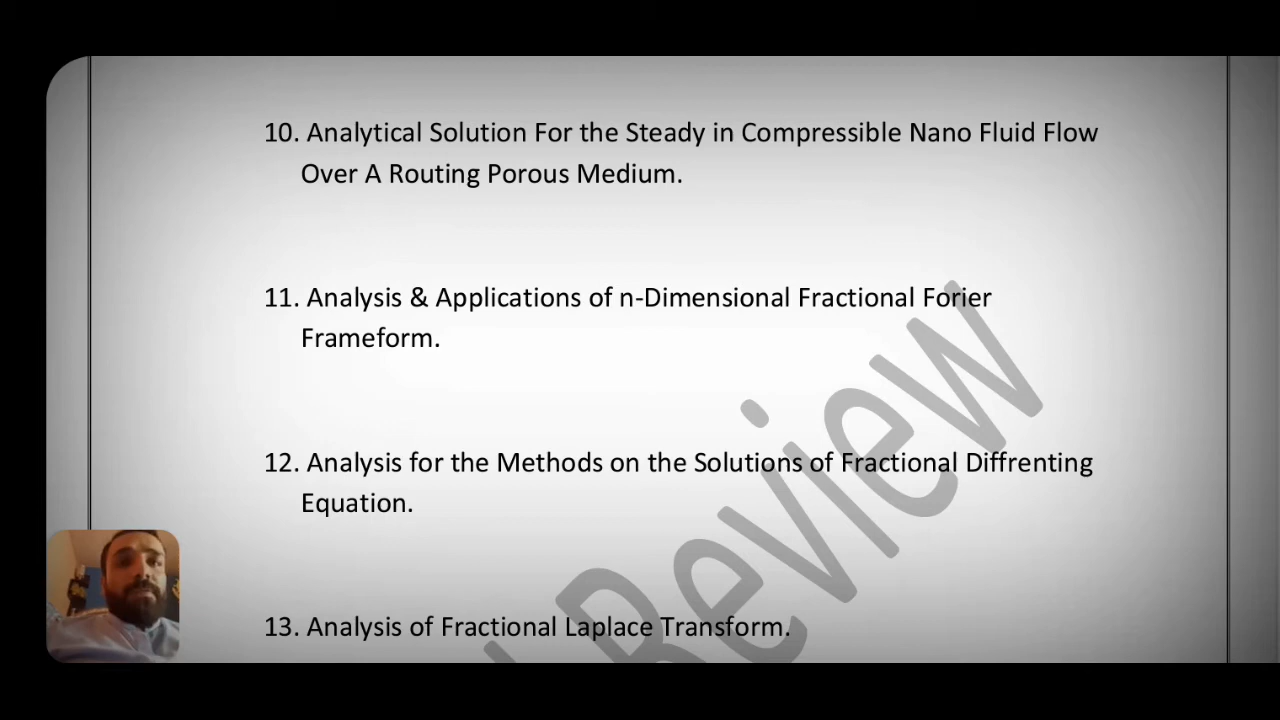 10. Analytical Solution For the Steady in Compressible Nano Fluid Flow
Over A Routing Porous Medium.
11. Analysis & Applications of n-Dimensional Fractional Forier
Frameform.
12. Analysis for the Methods on the Solutions of Fractional Diffrenting
Equation.
13. Analysis of Fractional Laplace Transform.
Review